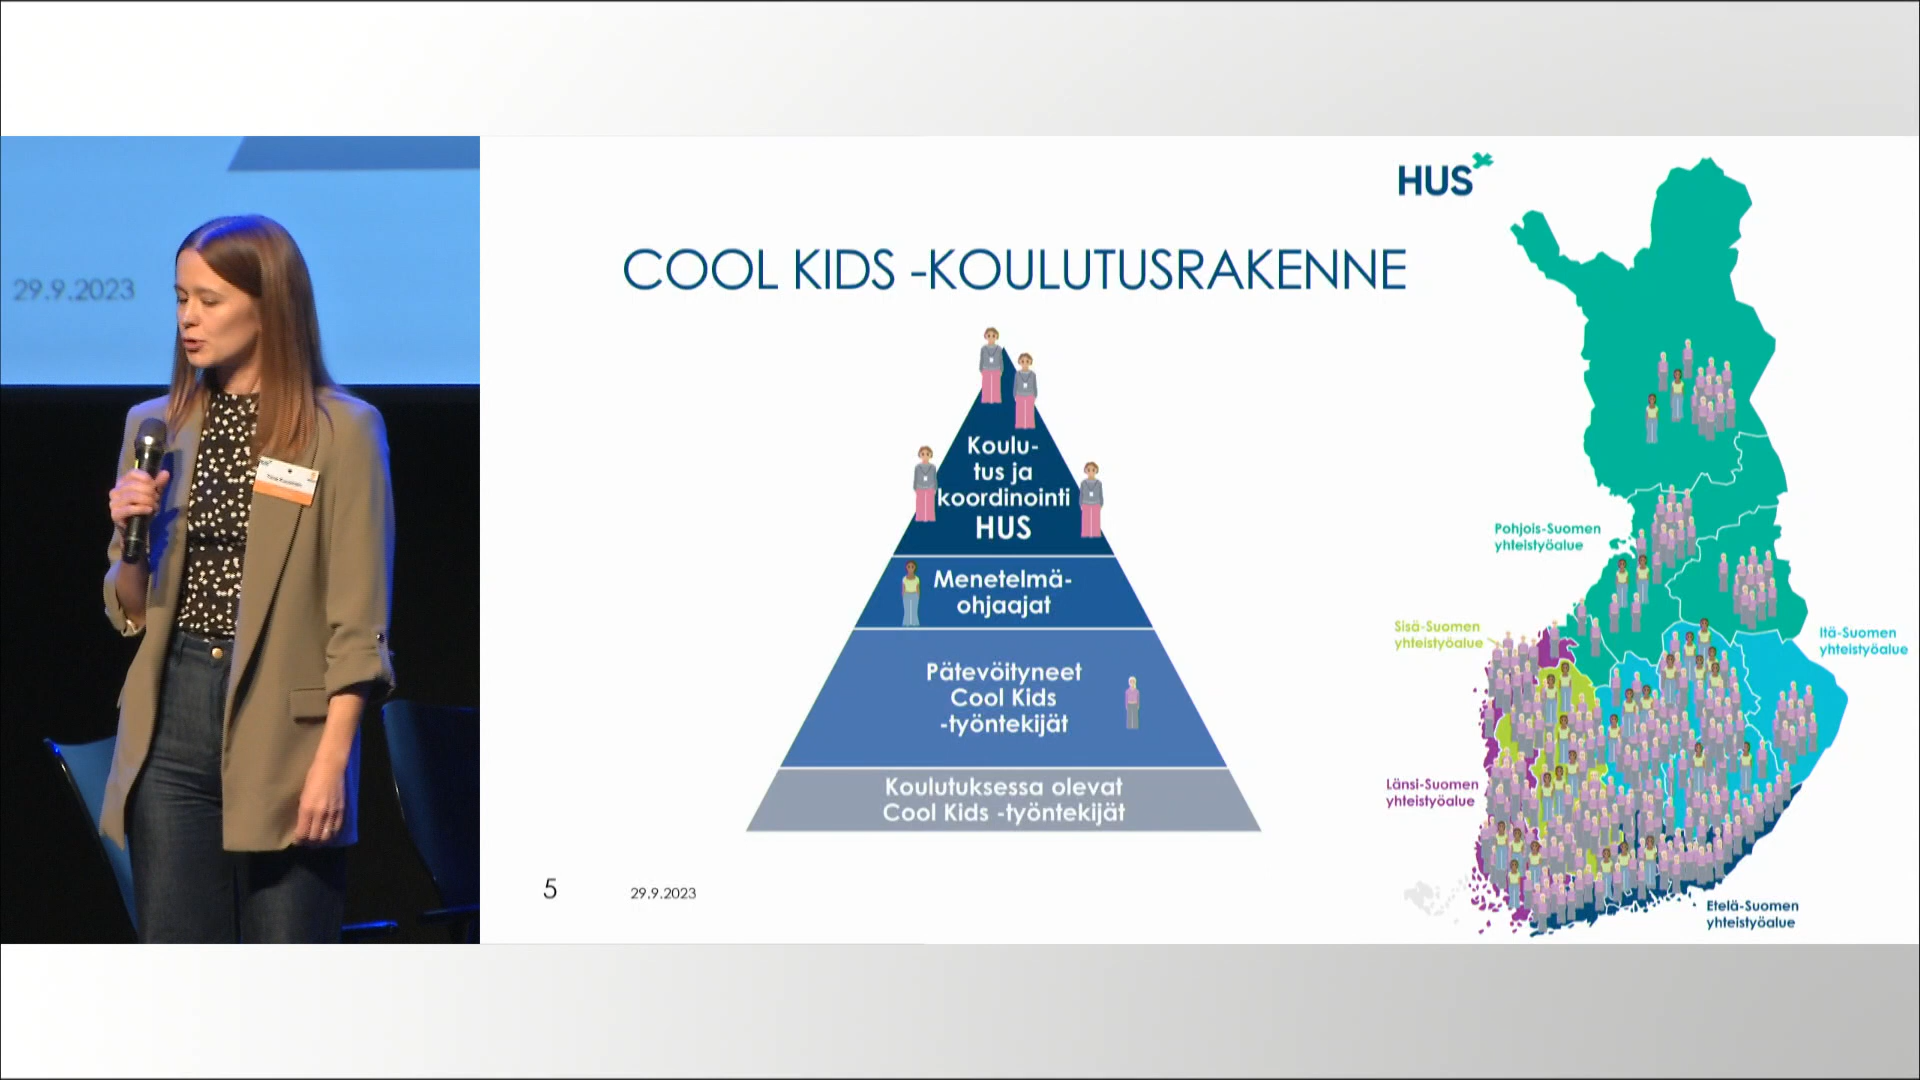 29.9.2023
HUS
COOL KIDS -KOULUTUSRAKENNE
Koulu-
tus ja
koordinointi
HUS
Menetelmä-
ohjaajat
Pätevöityneet
Cool Kids
-työntekijät
Koulutuksessa olevat
Cool Kids -työntekijät
5
29.9.2023
Pohjois-Suomen
yhteistyöalue
Sisä-Suomen
yhteistyöalue
Itä-Suomen
yhteistyöalue
Länsi-Suomen
yhteistyöalue
Etelä-Suomen
yhteistyöalue